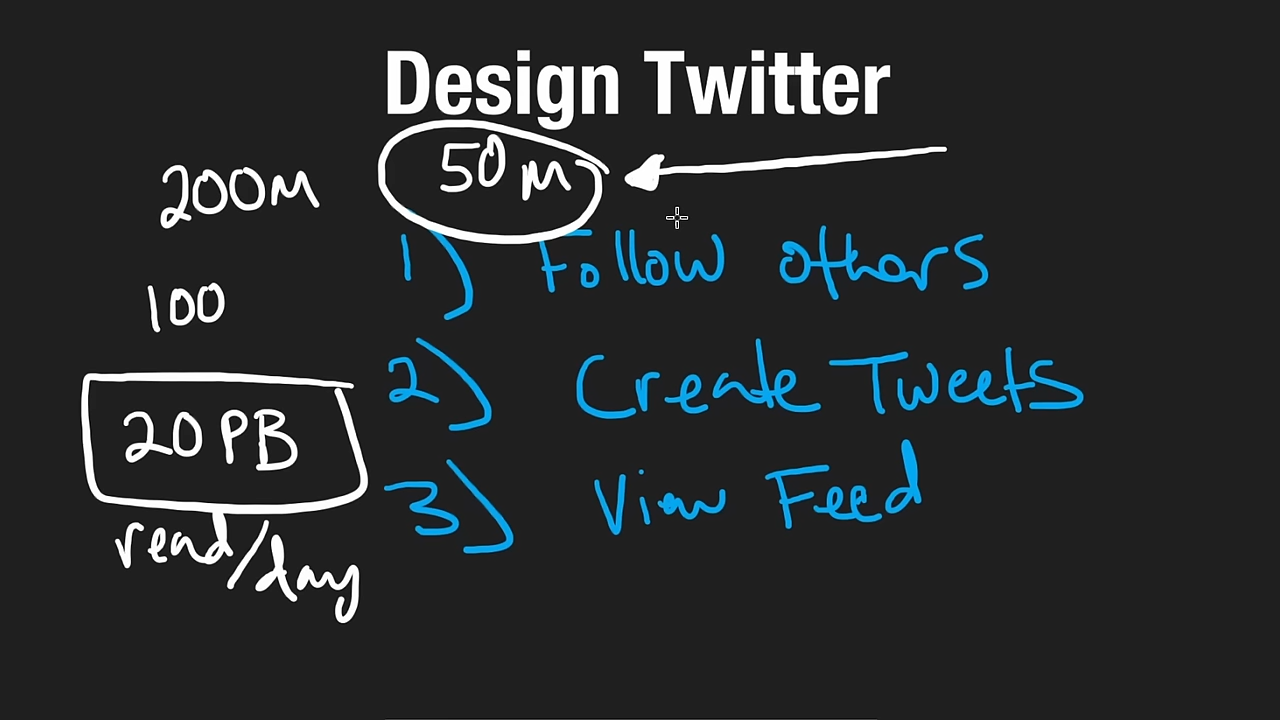 Design Twitter
50 M
200M
1) Follow others
100
2) Create Tweets
20 PB
3) View Feed
read/day